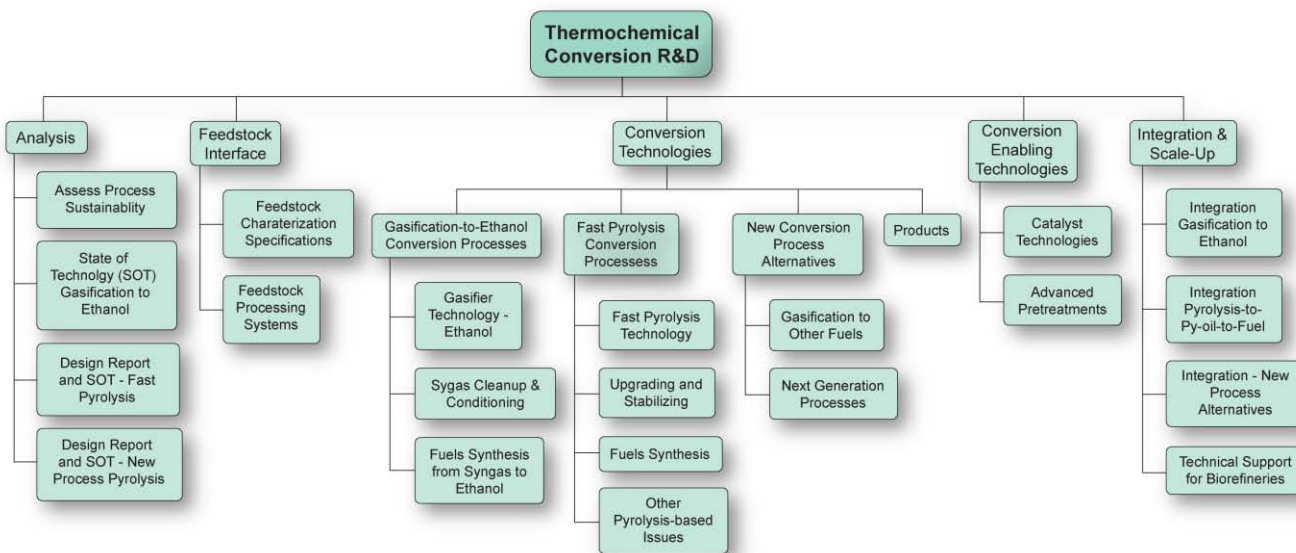 Thermochemical
Conversion R&D
Analysis
Assess Process
Sustainablity
State of
Technolgy (SOT)
Gasification to
Ethanol
Design Report
and SOT - Fast
Pyrolysis
Design Report
and SOT - New
Process Pyrolysis
Feedstock
Interface
Feedstock
Charaterization
Specifications
Feedstock
Processing
Systems
Conversion
Technologies
Gasification-to-Ethanol
Conversion Processes
Gasifier
Technology -
Ethanol
Sygas Cleanup &
Conditioning
Fuels Synthesis
from Syngas to
Ethanol
Fast Pyrolysis
Conversion
Processess
Fast Pyrolysis
Technology
Upgrading and
Stabilizing
Fuels Synthesis
Other
Pyrolysis-based
Issues
New Conversion
Process
Alternatives
Gasification to
Other Fuels
Next Generation
Processes
Products
Conversion
Enabling
Technologies
Catalyst
Technologies
Advanced
Pretreatments
Integration &
Scale-Up
Integration
Gasification to
Ethanol
Integration
Pyrolysis-to-
Py-oil-to-Fuel
Integration - New
Process
Alternatives
Technical Support
for Biorefineries